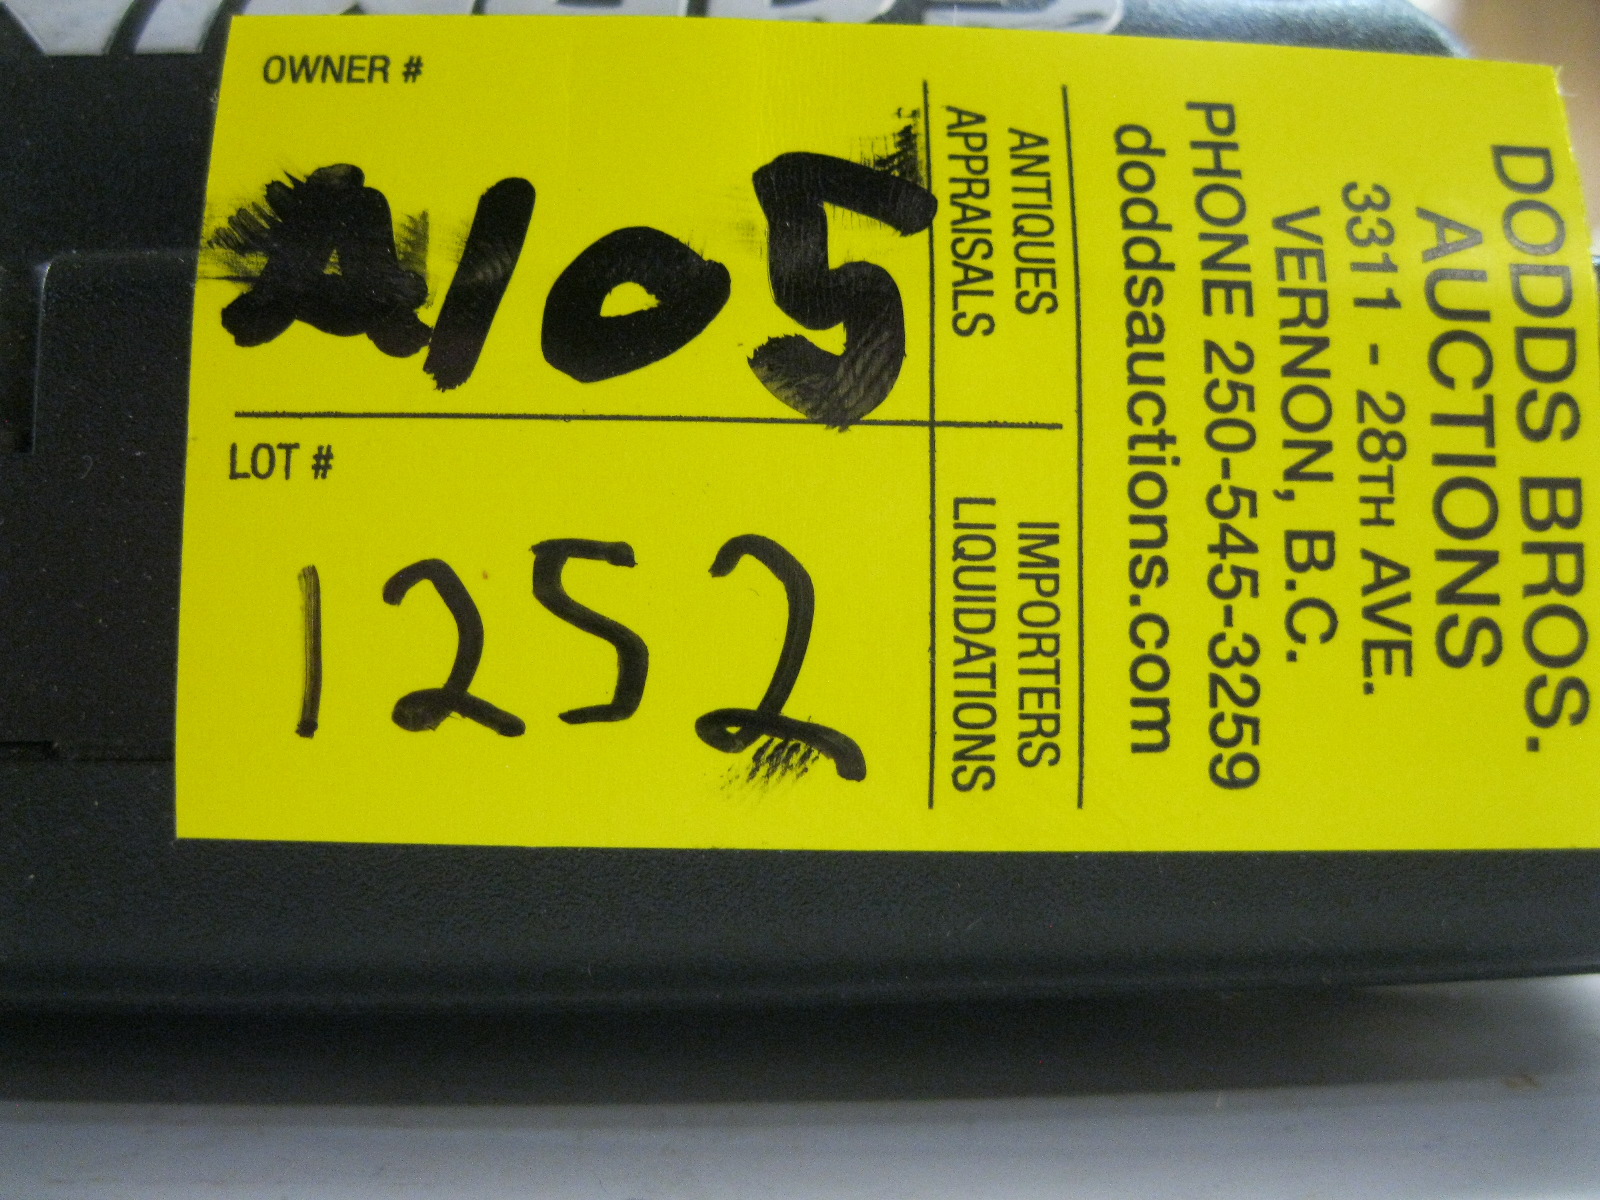 OWNER #
A105
LOT #
1252
ANTIQUES
APPRAISALS
IMPORTERS
LIQUIDATIONS
DODDS BROS.
AUCTIONS
3311 - 28TH AVE.
VERNON, B.C.
PHONE 250-545-3259
doddsauctions.com